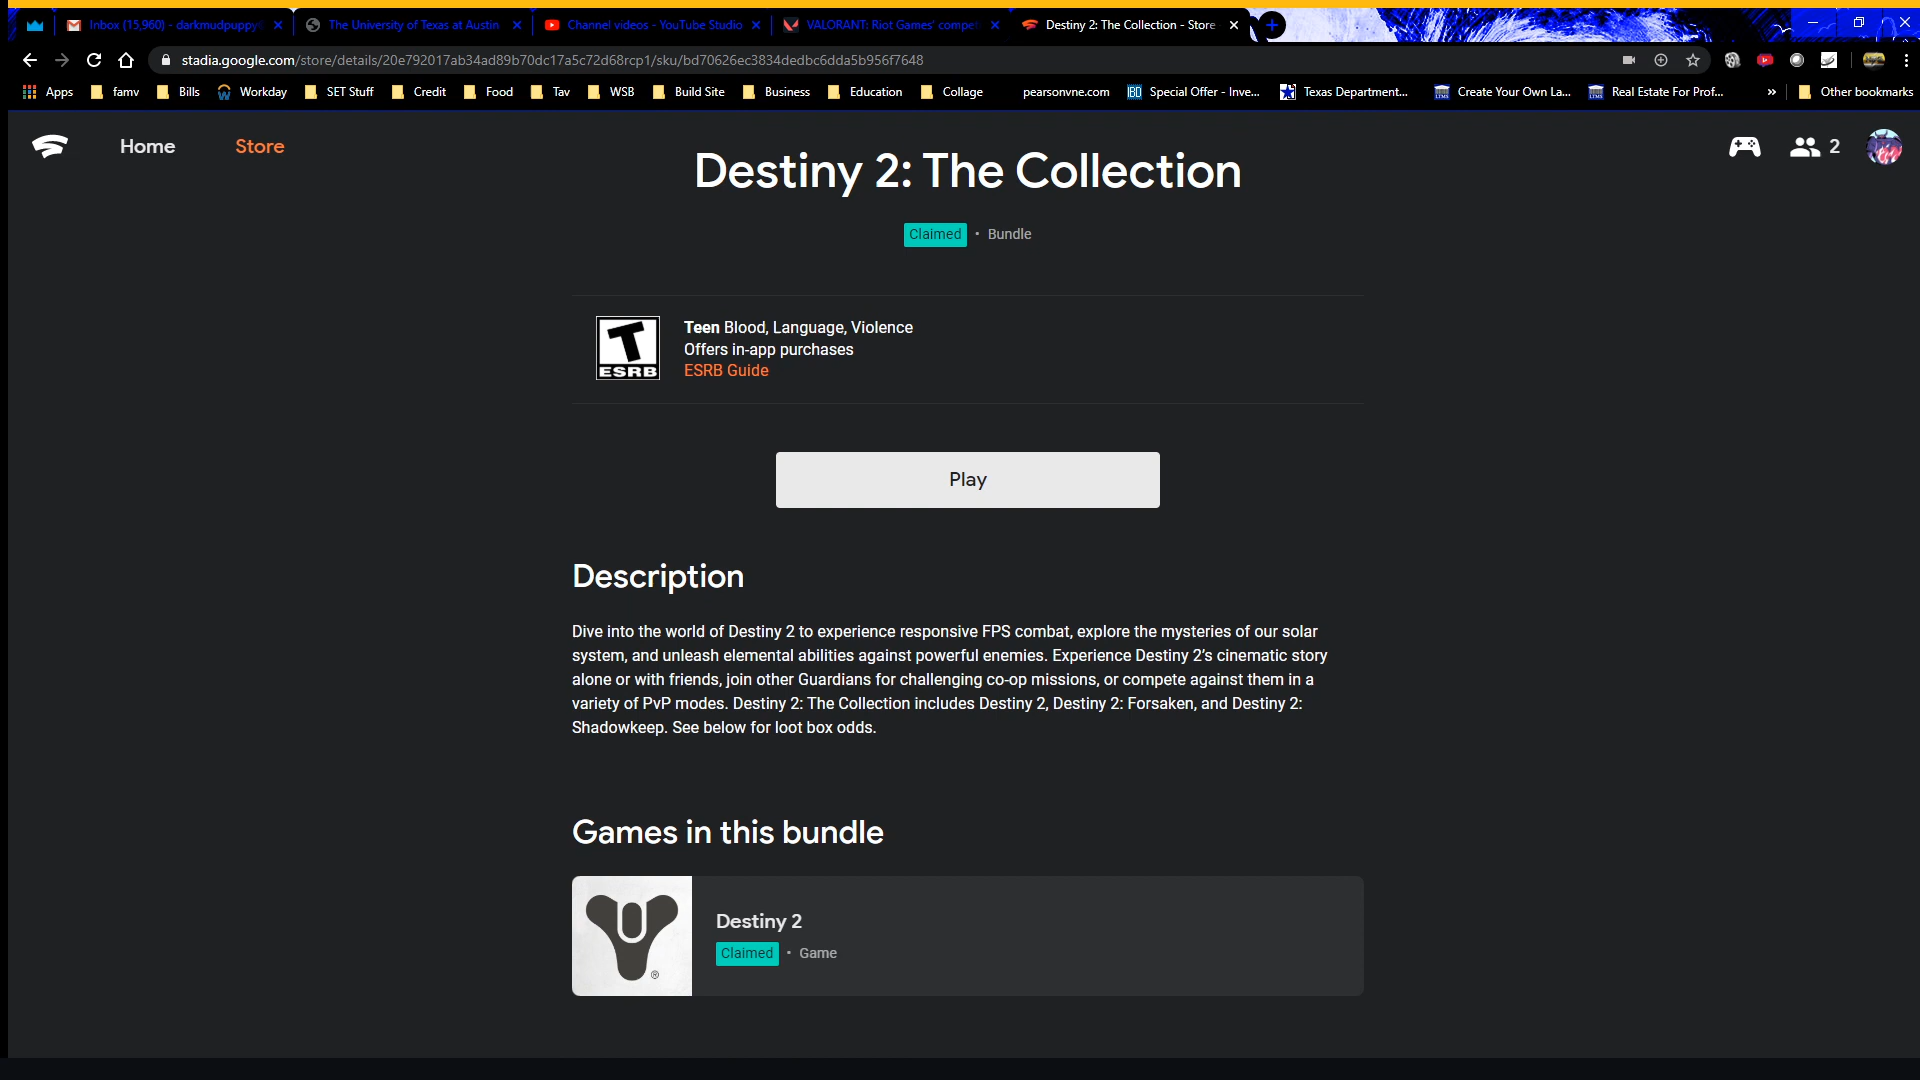 Inbox (15,960) - darkmudpuppy
The University of Texas at Austin
Channel videos - YouTube Studio
VALORANT: Riot Games' compet
Destiny 2: The Collection - Store
stadia.google.com/store/details/20e792017ab34ad89b70dc17a5c72d68rcp1/sku/bd70626ec3834dedbc6dda5b956f7648
Apps famv Bills Workday SET Stuff Credit Food Tav WSB Build Site Business Education Collage pearsonvne.com IBD Special Offer - Inve... Texas Department... Create Your Own La... Real Estate For Prof... » Other bookmarks
Home Store 2
Destiny 2: The Collection
Claimed • Bundle
T
ESRB
Teen Blood, Language, Violence
Offers in-app purchases
ESRB Guide
Play
Description
Dive into the world of Destiny 2 to experience responsive FPS combat, explore the mysteries of our solar
system, and unleash elemental abilities against powerful enemies. Experience Destiny 2’s cinematic story
alone or with friends, join other Guardians for challenging co-op missions, or compete against them in a
variety of PvP modes. Destiny 2: The Collection includes Destiny 2, Destiny 2: Forsaken, and Destiny 2:
Shadowkeep. See below for loot box odds.
Games in this bundle
®
Destiny 2
Claimed • Game